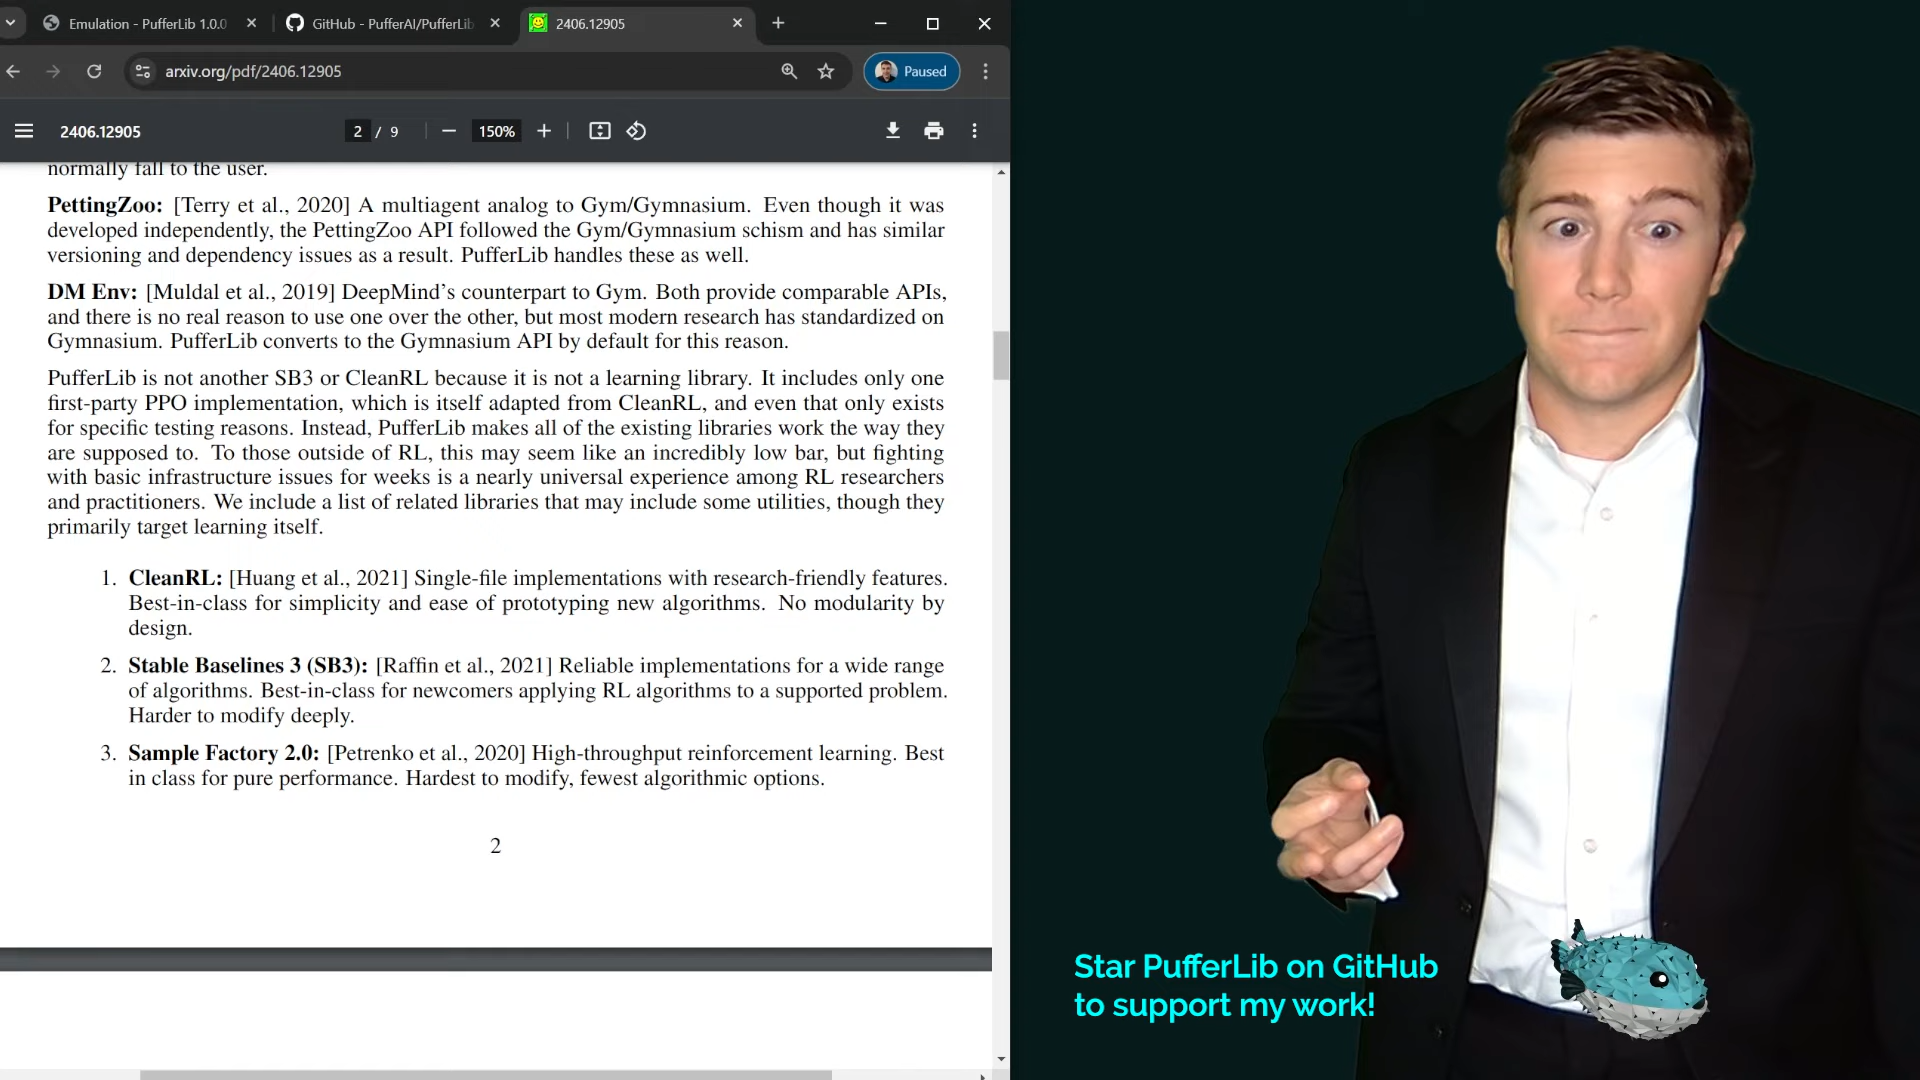 Emulation - PufferLib 1.0.0
GitHub - PufferAI/PufferLib
2406.12905
arxiv.org/pdf/2406.12905
Paused
2406.12905
2 / 9
150%
normally fall to the user.
PettingZoo: [Terry et al., 2020] A multiagent analog to Gym/Gymnasium. Even though it was
developed independently, the PettingZoo API followed the Gym/Gymnasium schism and has similar
versioning and dependency issues as a result. PufferLib handles these as well.
DM Env: [Muldal et al., 2019] DeepMind's counterpart to Gym. Both provide comparable APIs,
and there is no real reason to use one over the other, but most modern research has standardized on
Gymnasium. PufferLib converts to the Gymnasium API by default for this reason.
PufferLib is not another SB3 or CleanRL because it is not a learning library. It includes only one
first-party PPO implementation, which is itself adapted from CleanRL, and even that only exists
for specific testing reasons. Instead, PufferLib makes all of the existing libraries work the way they
are supposed to. To those outside of RL, this may seem like an incredibly low bar, but fighting
with basic infrastructure issues for weeks is a nearly universal experience among RL researchers
and practitioners. We include a list of related libraries that may include some utilities, though they
primarily target learning itself.
1. CleanRL: [Huang et al., 2021] Single-file implementations with research-friendly features.
Best-in-class for simplicity and ease of prototyping new algorithms. No modularity by
design.
2. Stable Baselines 3 (SB3): [Raffin et al., 2021] Reliable implementations for a wide range
of algorithms. Best-in-class for newcomers applying RL algorithms to a supported problem.
Harder to modify deeply.
3. Sample Factory 2.0: [Petrenko et al., 2020] High-throughput reinforcement learning. Best
in class for pure performance. Hardest to modify, fewest algorithmic options.
2
Star PufferLib on GitHub
to support my work!